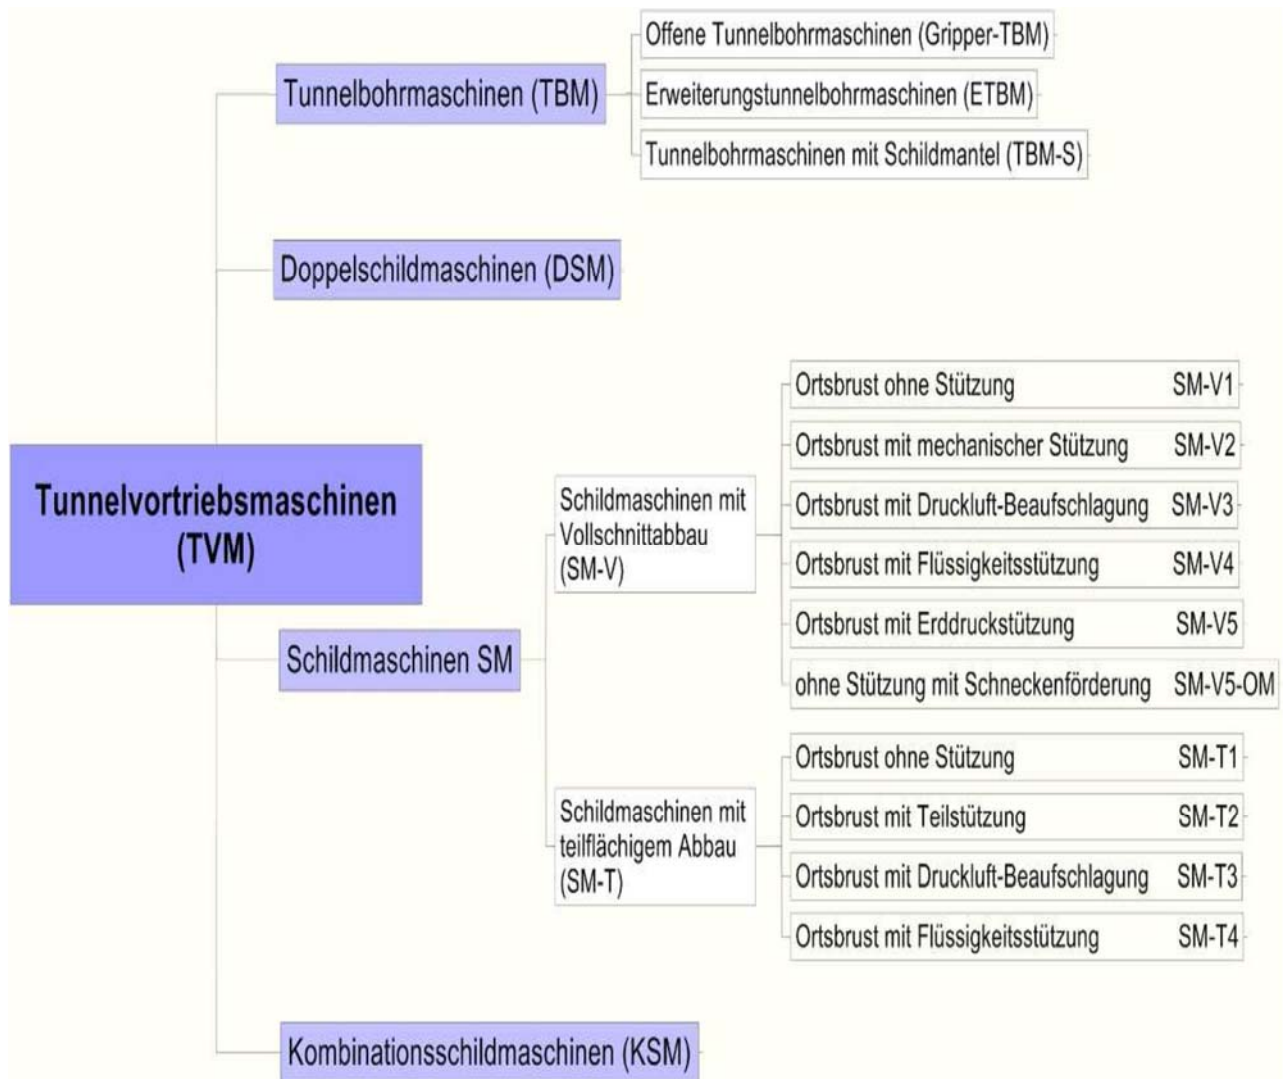 Offene Tunnelbohrmaschinen (Gripper-TBM)
Tunnelbohrmaschinen (TBM)
Erweiterungstunnelbohrmaschinen (ETBM)
Tunnelbohrmaschinen mit Schildmantel (TBM-S)
Doppelschildmaschinen (DSM)
Tunnelvortriebsmaschinen
(TVM)
Schildmaschinen SM
Schildmaschinen mit
Vollschnittabbau
(SM-V)
Ortsbrust ohne Stützung SM-V1
Ortsbrust mit mechanischer Stützung SM-V2
Ortsbrust mit Druckluft-Beaufschlagung SM-V3
Ortsbrust mit Flüssigkeitsstützung SM-V4
Ortsbrust mit Erddruckstützung SM-V5
ohne Stützung mit Schneckenförderung SM-V5-OM
Schildmaschinen mit
teilflächigem Abbau
(SM-T)
Ortsbrust ohne Stützung SM-T1
Ortsbrust mit Teilstützung SM-T2
Ortsbrust mit Druckluft-Beaufschlagung SM-T3
Ortsbrust mit Flüssigkeitsstützung SM-T4
Kombinationsschildmaschinen (KSM)